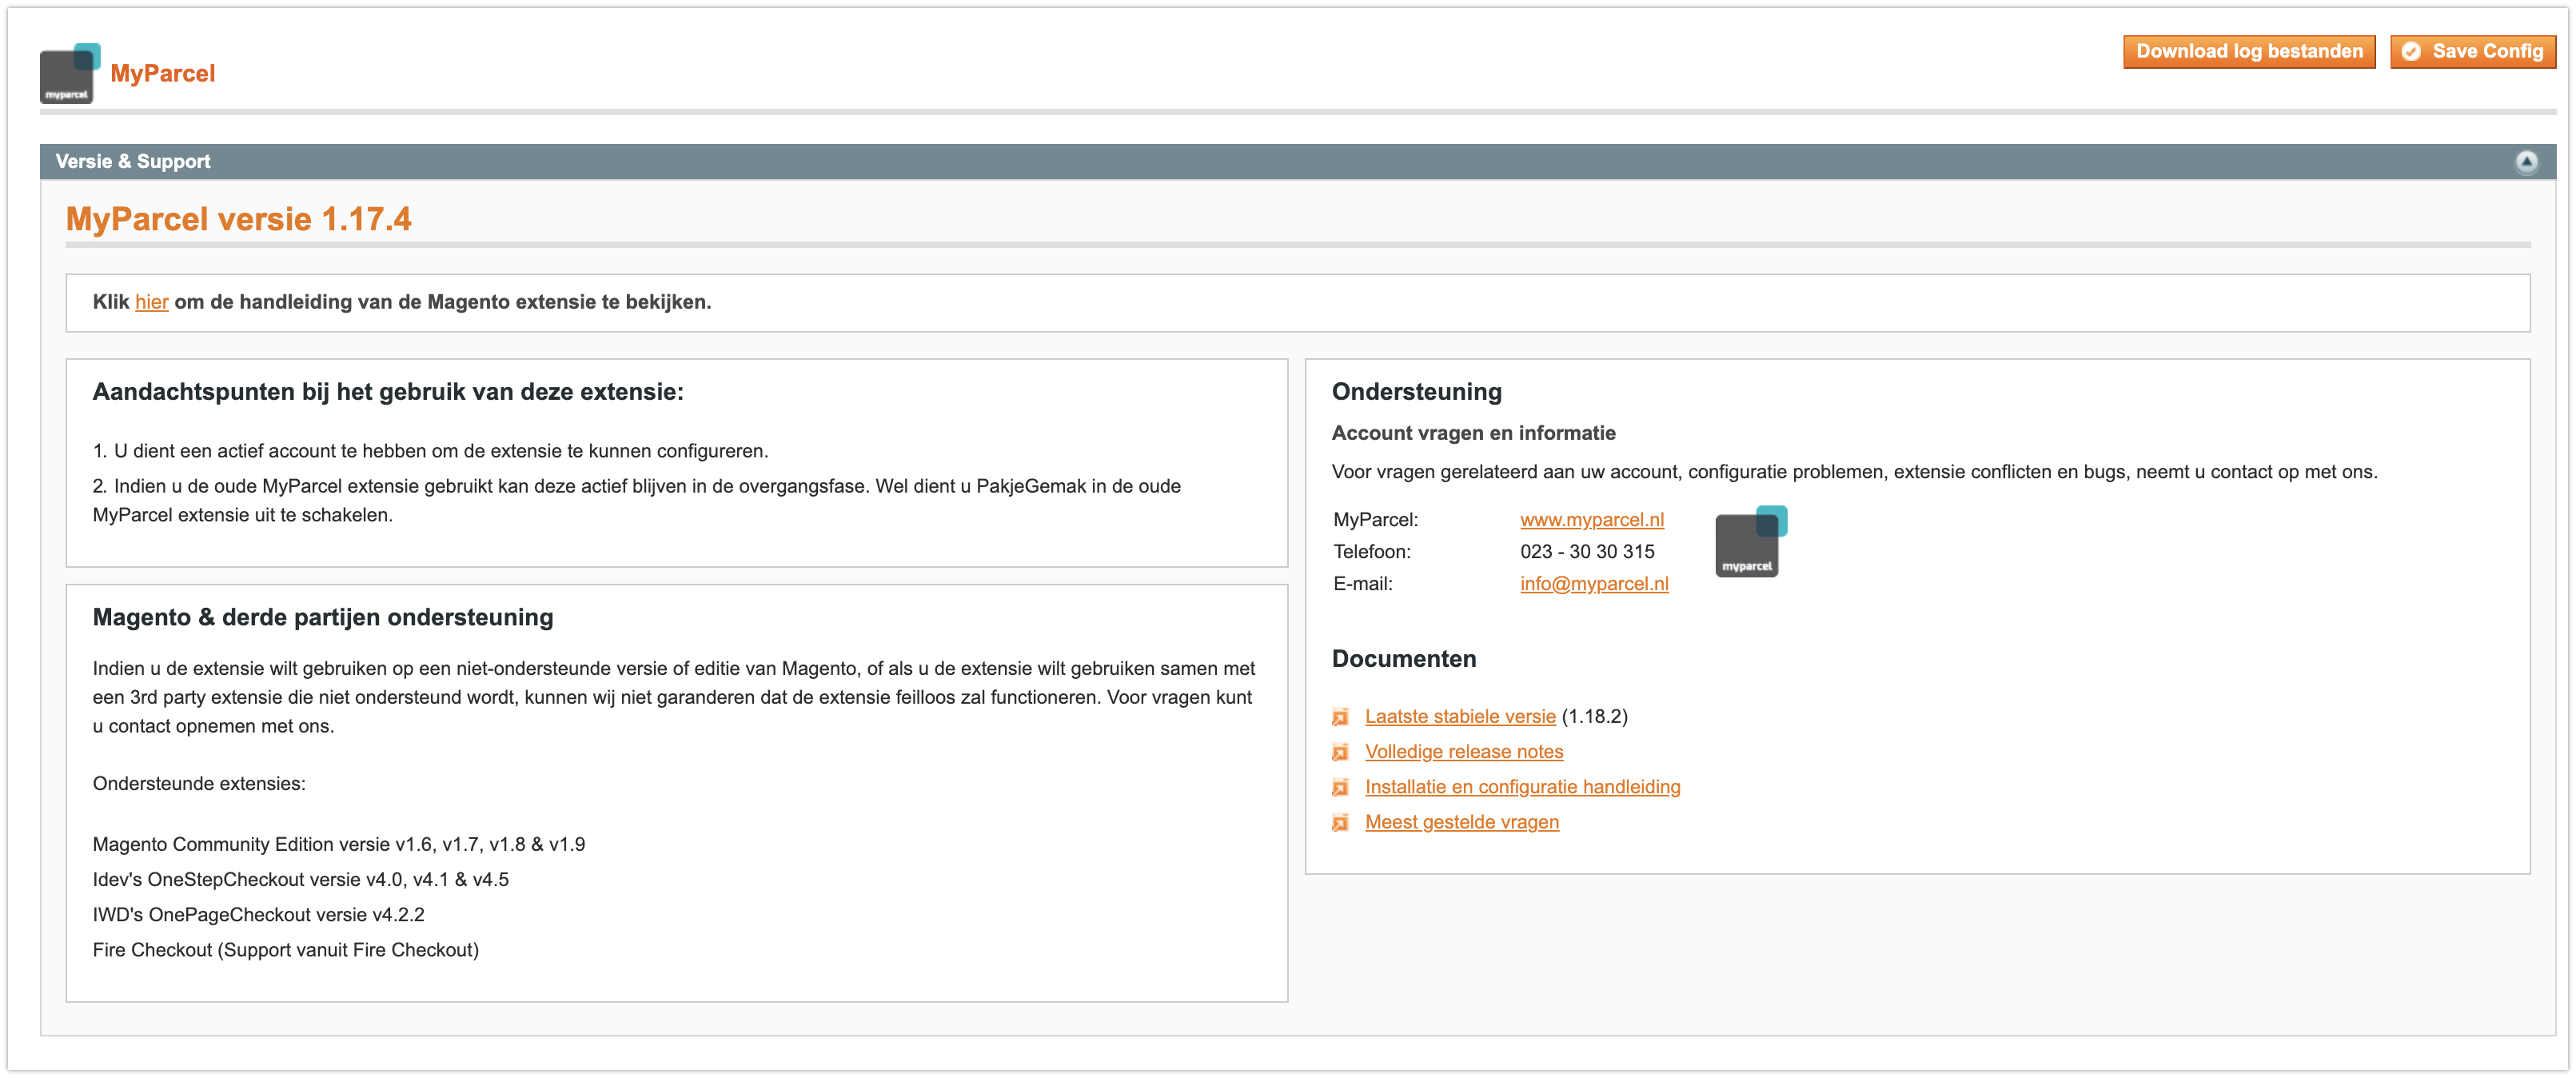 myparcel
MyParcel
Download log bestanden
Save Config
Versie & Support
MyParcel versie 1.17.4
Klik hier om de handleiding van de Magento extensie te bekijken.
Aandachtspunten bij het gebruik van deze extensie:
1. U dient een actief account te hebben om de extensie te kunnen configureren.
2. Indien u de oude MyParcel extensie gebruikt kan deze actief blijven in de overgangsfase. Wel dient u PakjeGemak in de oude
MyParcel extensie uit te schakelen.
Magento & derde partijen ondersteuning
Indien u de extensie wilt gebruiken op een niet-ondersteunde versie of editie van Magento, of als u de extensie wilt gebruiken samen met
een 3rd party extensie die niet ondersteund wordt, kunnen wij niet garanderen dat de extensie feilloos zal functioneren. Voor vragen kunt
u contact opnemen met ons.
Ondersteunde extensies:
Magento Community Edition versie v1.6, v1.7, v1.8 & v1.9
Idev's OneStepCheckout versie v4.0, v4.1 & v4.5
IWD's OnePageCheckout versie v4.2.2
Fire Checkout (Support vanuit Fire Checkout)
Ondersteuning
Account vragen en informatie
Voor vragen gerelateerd aan uw account, configuratie problemen, extensie conflicten en bugs, neemt u contact op met ons.
MyParcel: www.myparcel.nl
Telefoon: 023 - 30 30 315
E-mail: info@myparcel.nl
myparcel
Documenten
Laatste stabiele versie (1.18.2)
Volledige release notes
Installatie en configuratie handleiding
Meest gestelde vragen